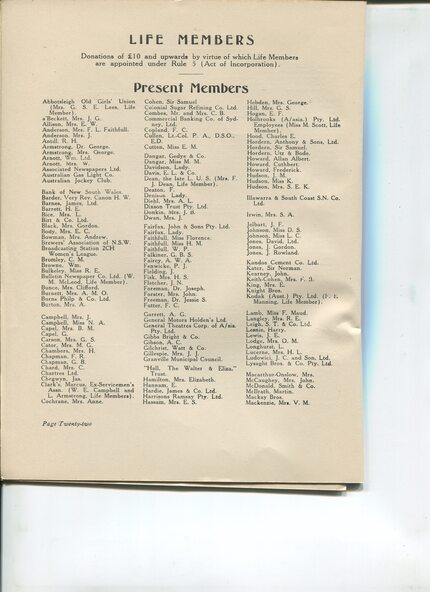 LIFE MEMBERS
Donations of £10 and upwards by virtue of which Life Members
are appointed under Rule 5 (Act of Incorporation).
Present Members
Abbotsleigh Old Girls' Union
(Mrs. G. S. E. Lees, Life
Member).
a'Beckett, Mrs. J. G.
Allison, Mrs. E. W.
Anderson, Mrs. F. L. Faithfull.
Anderson, Mrs. J.
Antill, R. H.
Armstrong, Dr. George.
Armstrong, Mrs. George.
Arnott, Wm. Ltd.
Arnott, Mrs. W.
Associated Newspapers Ltd.
Australian Gas Light Co.
Australian Jockey Club.
Bank of New South Wales.
Barder, Very Rev. Canon H. W.
Barnes, James, Ltd.
Barnett, H. E.
Bice, Mrs. L.
Birt & Co. Ltd.
Black, Mrs. Gordon.
Body, Mrs. E. C.
Bowman, Mrs. Andrew.
Brewers' Association of N.S.W.
Broadcasting Station 2CH
Women's League.
Bromley, C. M.
Browne, Wm.
Bulkeley, Miss R. E.
Bulletin Newspaper Co. Ltd. (W.
M. McLeod, Life Member).
Bunce, Mrs. Clifford.
Burnett, Mrs. A. M. O.
Burns Philp & Co. Ltd.
Burton, Mrs. A.
Campbell, Mrs. J.
Campbell, Miss N. A.
Capel, Mrs. B. M.
Capel, G.
Carson, Mrs. G. S.
Cator, Mrs. M. G.
Chambers, Mrs. H.
Chapman, F. R.
Chapman, G. B.
Chard, Mrs. C.
Chartres Ltd.
Chegwyn, Jas.
Clark's, Murray, Ex-Servicemen's
Assn. (W. E. Campbell and
L. Armstrong, Life Members).
Cochrane, Mrs. Anne.
Cohen, Sir Samuel
Colonial Sugar Refining Co. Ltd.
Combes, Mr. and Mrs. C. B.
Commercial Banking Co. of Syd-
ney, Ltd.
Copland, F. C.
Cullen, Lt.-Col. P. A., D.S.O.,
E.D.
Cutton, Miss E. M.
Dangar, Gedye & Co.
Dangar, Miss M. M.
Davidson, Lady.
Davis, E. L. & Co.
Dean, the late L. U. S. (Mrs. F.
J. Dean, Life Member).
Deaton, F.
Lady.
Diehl, Mrs. A. L.
Dixson Trust Pty. Ltd.
Donkin, Mrs. J. B.
Dwan, Mrs. J.
Fairfax, John & Sons Pty. Ltd.
Fairfax, Lady.
Faithfull, Miss Florence.
Faithfull, Miss H. M.
Faithfull, W. P.
Falkiner, G. B. S.
Falkey, A. W. A.
Fenwicke, P. J.
Fielding, J.
Fisk, Mrs. H. S.
Fletcher, J. N.
Foreman, Dr. Joseph.
Forster, Mrs. John.
Freeman, Dr. Jessie S.
Futter, F. C.
Garrett, A. G.
General Motors Holden's Ltd.
General Theatres Corp. of A/sia.
Pty. Ltd.
Gibbs Bright & Co.
Gibson, A. C.
Gilchrist, Watt & Co.
Gillespie, Mrs. J. J.
Granville Municipal Council.
"Hall, The Walter & Eliza,"
Trust.
Hamilton, Mrs. Elizabeth.
Hannam, E.
Hardie, James & Co. Ltd.
Harrisons Ramsay Pty. Ltd.
Hassam, Mrs. E. S.
Hebden, Mrs. George.
Hill, Mrs. G. S.
Hogan, E. F.
Holbrooks (A/asia.) Pty. Ltd.
Employees (Miss M. Scott, Life
Member).
Hood, Charles E.
Hordern, Anthony & Sons, Ltd.
Hordern, Sir Samuel.
Hordern, Utz & Bode.
Howard, Allan Albert.
Howard, Cuthbert.
Howard, Frederick.
Hudson, J. M.
Hudson, Miss K.
Hudson, Mrs. S. E. K.
Illawarra & South Coast S.N. Co.
Ltd.
Irwin, Mrs. S. A.
Jolbart, J. F.
Johnson, Miss D. S.
Johnson, Miss L. C.
Jones, David, Ltd.
Jones, J. Gordon.
Jones, J. Rowland.
Kandos Cement Co. Ltd.
Kater, Sir Norman.
Kearney, John.
Keith-Cohen, Mrs.
King, Mrs. E.
Knight Bros.
Kodak (Aust.) Pty. Ltd. (F. E.
Manning, Life Member).
Lamb, Miss F. Maud.
Langley, Mrs. R. E.
Leigh, S. T. & Co. Ltd.
Levien, Harry.
Lewis, J. E.
Lodge, Mrs. O. M.
Longhurst, L.
Lucerne, Mrs. H. L.
Ludowici, J. C. and Son, Ltd.
Lysaght Bros. & Co. Pty. Ltd.
Macarthur-Onslow, Mrs.
McCaughey, Mrs. John.
McDonald, Smith & Co.
McIlrath, Martin.
Mackay Bros.
Mackenzie, Mrs. V. M.
Page Twenty-two